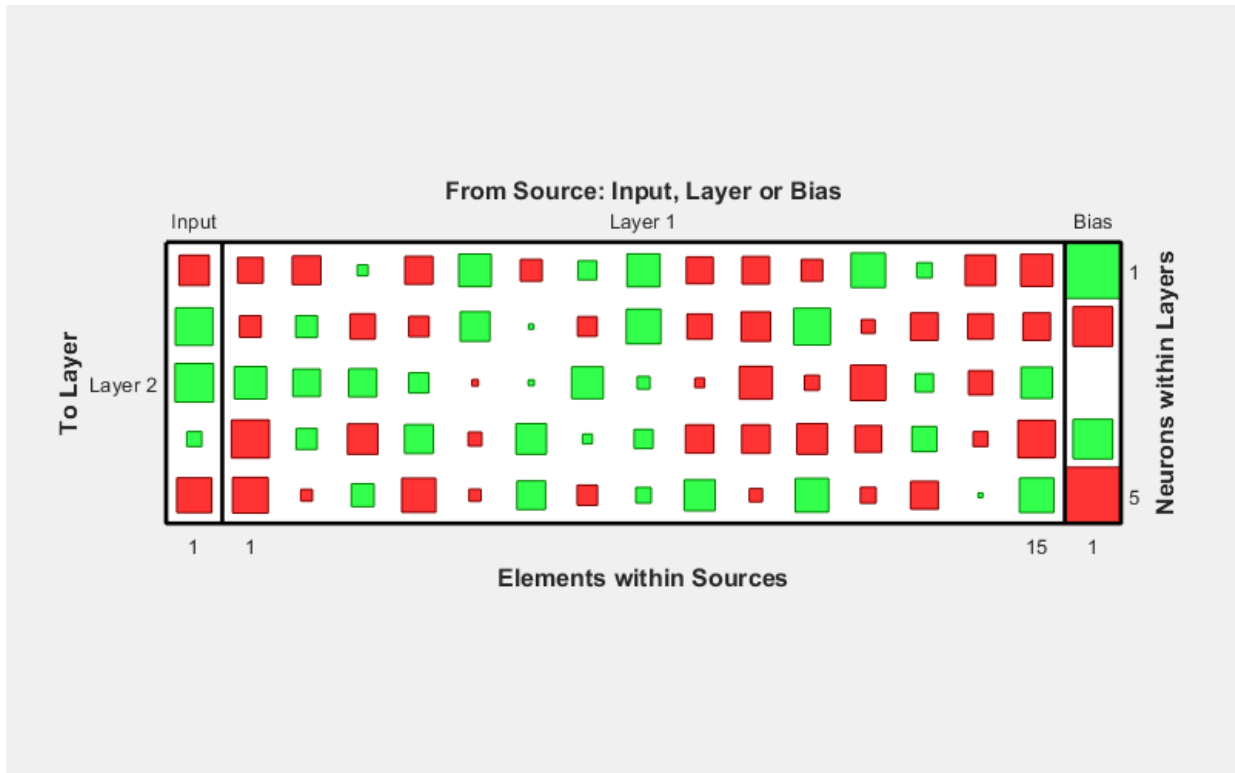 From Source: Input, Layer or Bias
Input
Layer 1
Bias
To Layer
Layer 2
1
5
Neurons within Layers
1
1
15
1
Elements within Sources